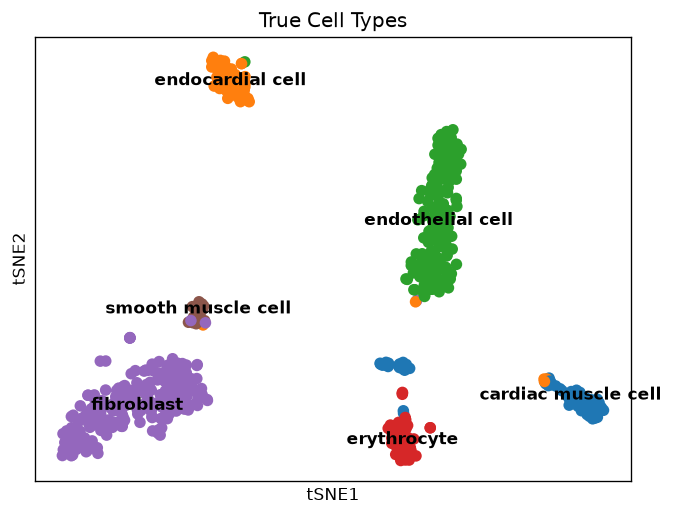 True Cell Types
endocardial cell
endothelial cell
smooth muscle cell
cardiac muscle cell
fibroblast
erythrocyte
tSNE2
tSNE1